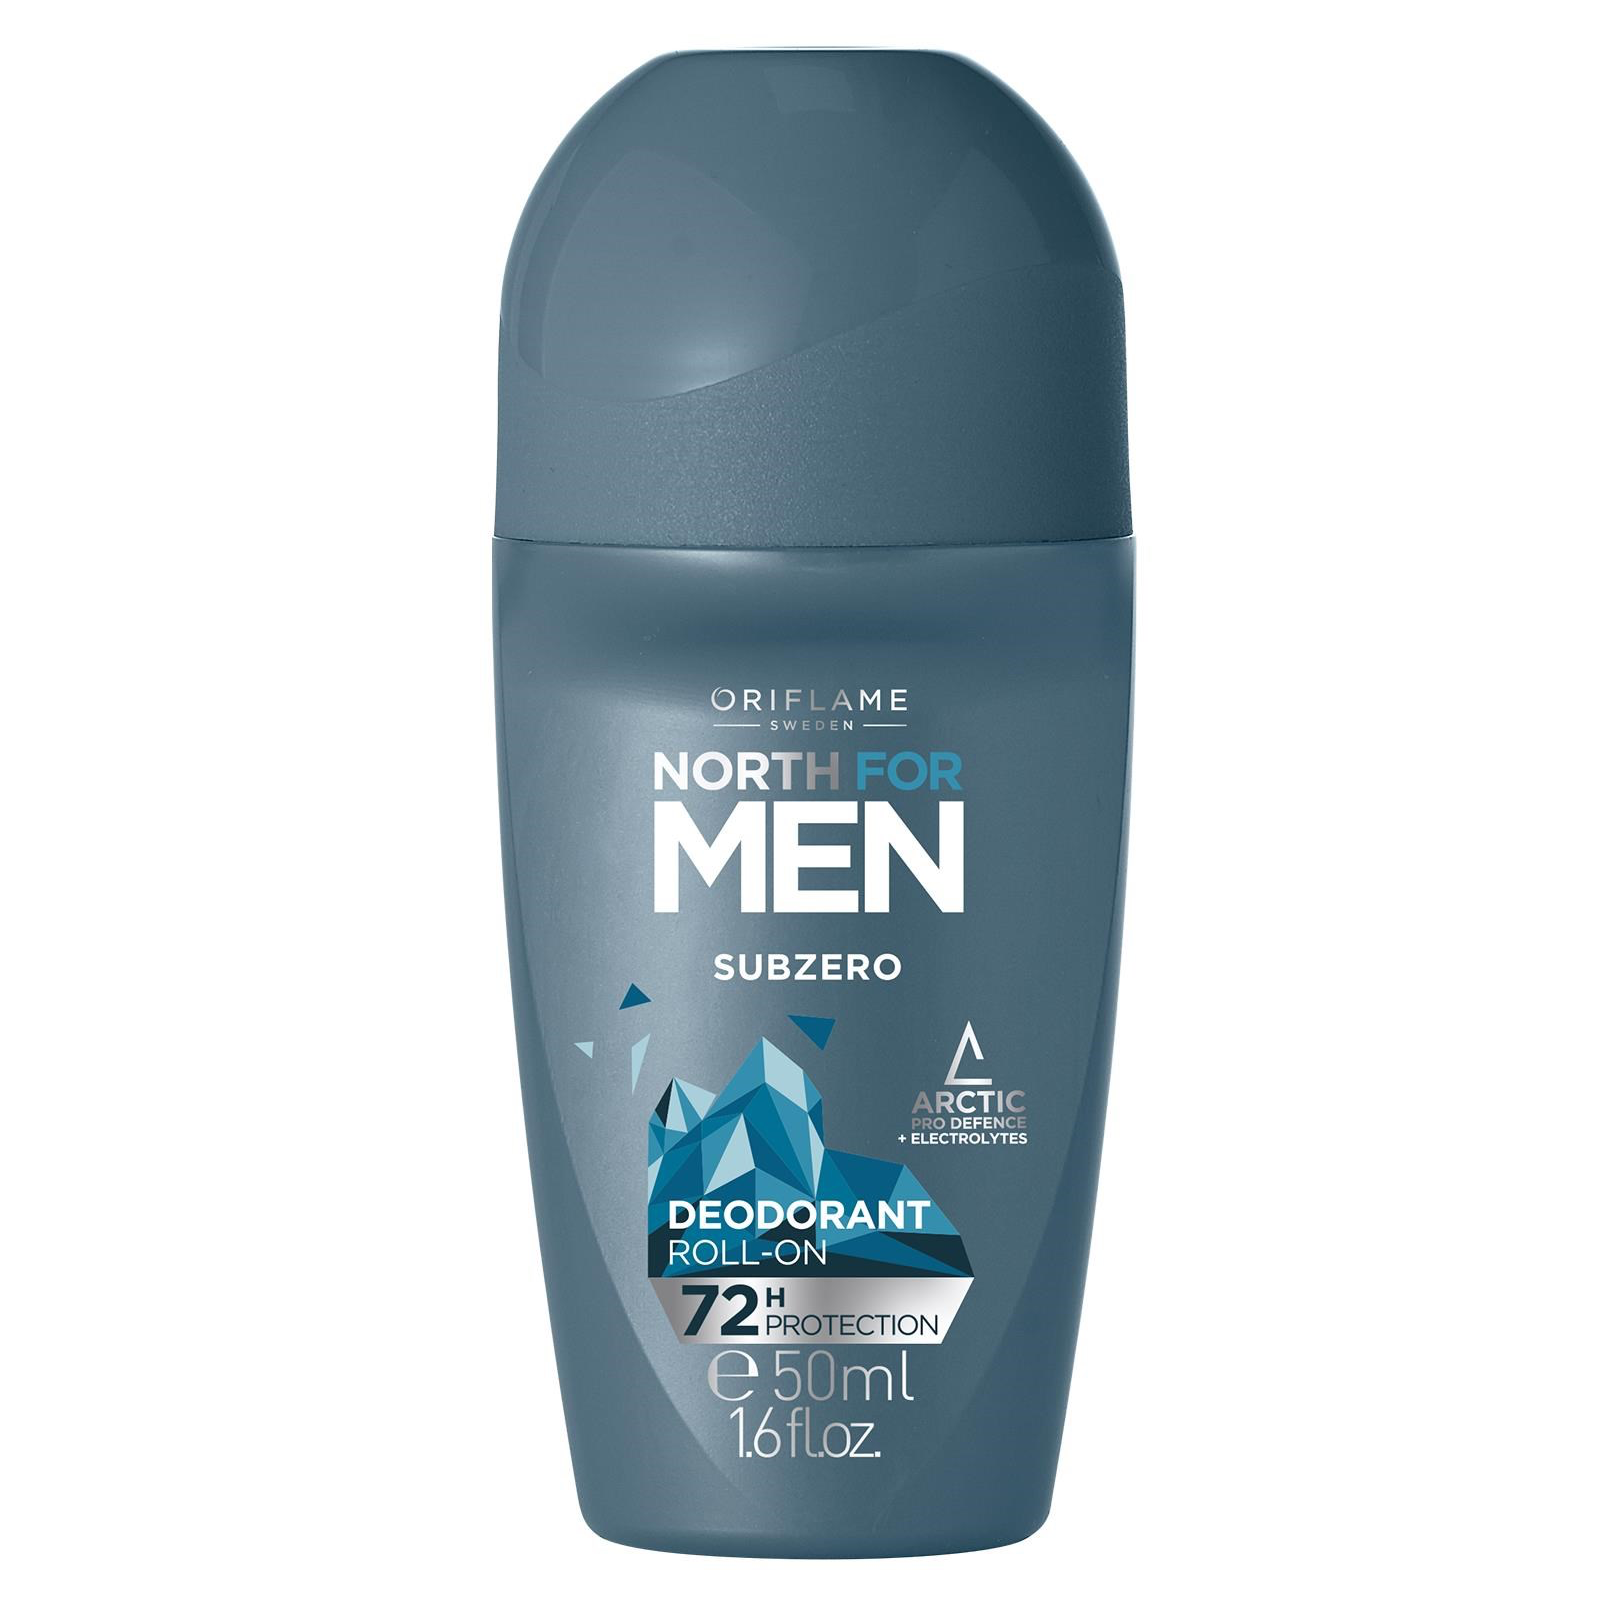 ORIFLAME
SWEDEN
NORTH FOR
MEN
SUBZERO
ARCTIC
PRO DEFENCE
+ ELECTROLYTES
DEODORANT
ROLL-ON
72H PROTECTION
℮ 50ml
1.6 fl.oz.